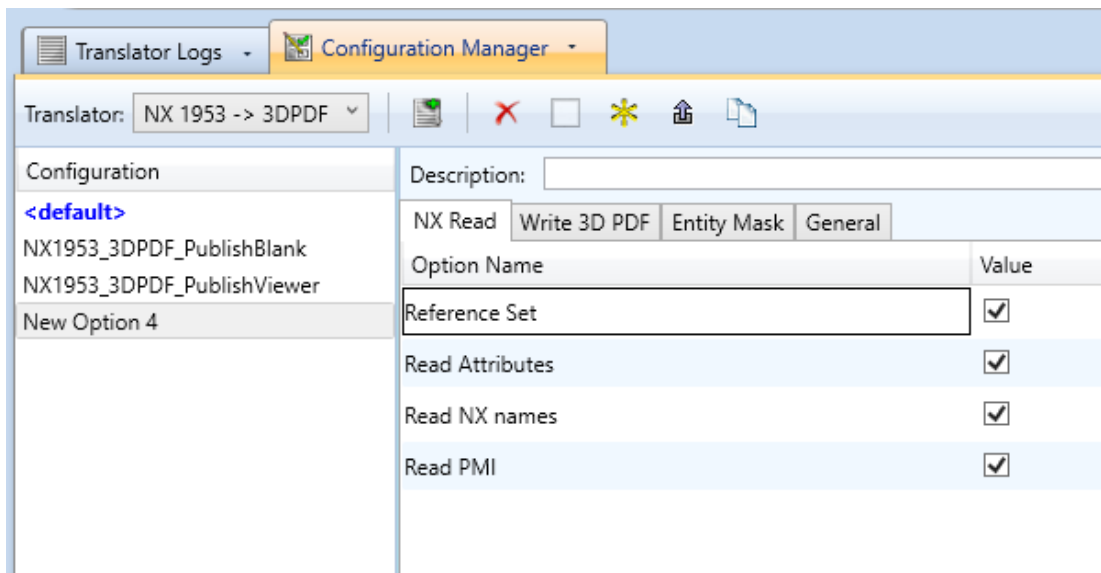 Translator Logs
Configuration Manager
Translator: NX 1953 -> 3DPDF
Configuration
Description:
<default>
NX1953_3DPDF_PublishBlank
NX1953_3DPDF_PublishViewer
New Option 4
NX Read Write 3D PDF Entity Mask General
Option Name Value
Reference Set
Read Attributes
Read NX names
Read PMI